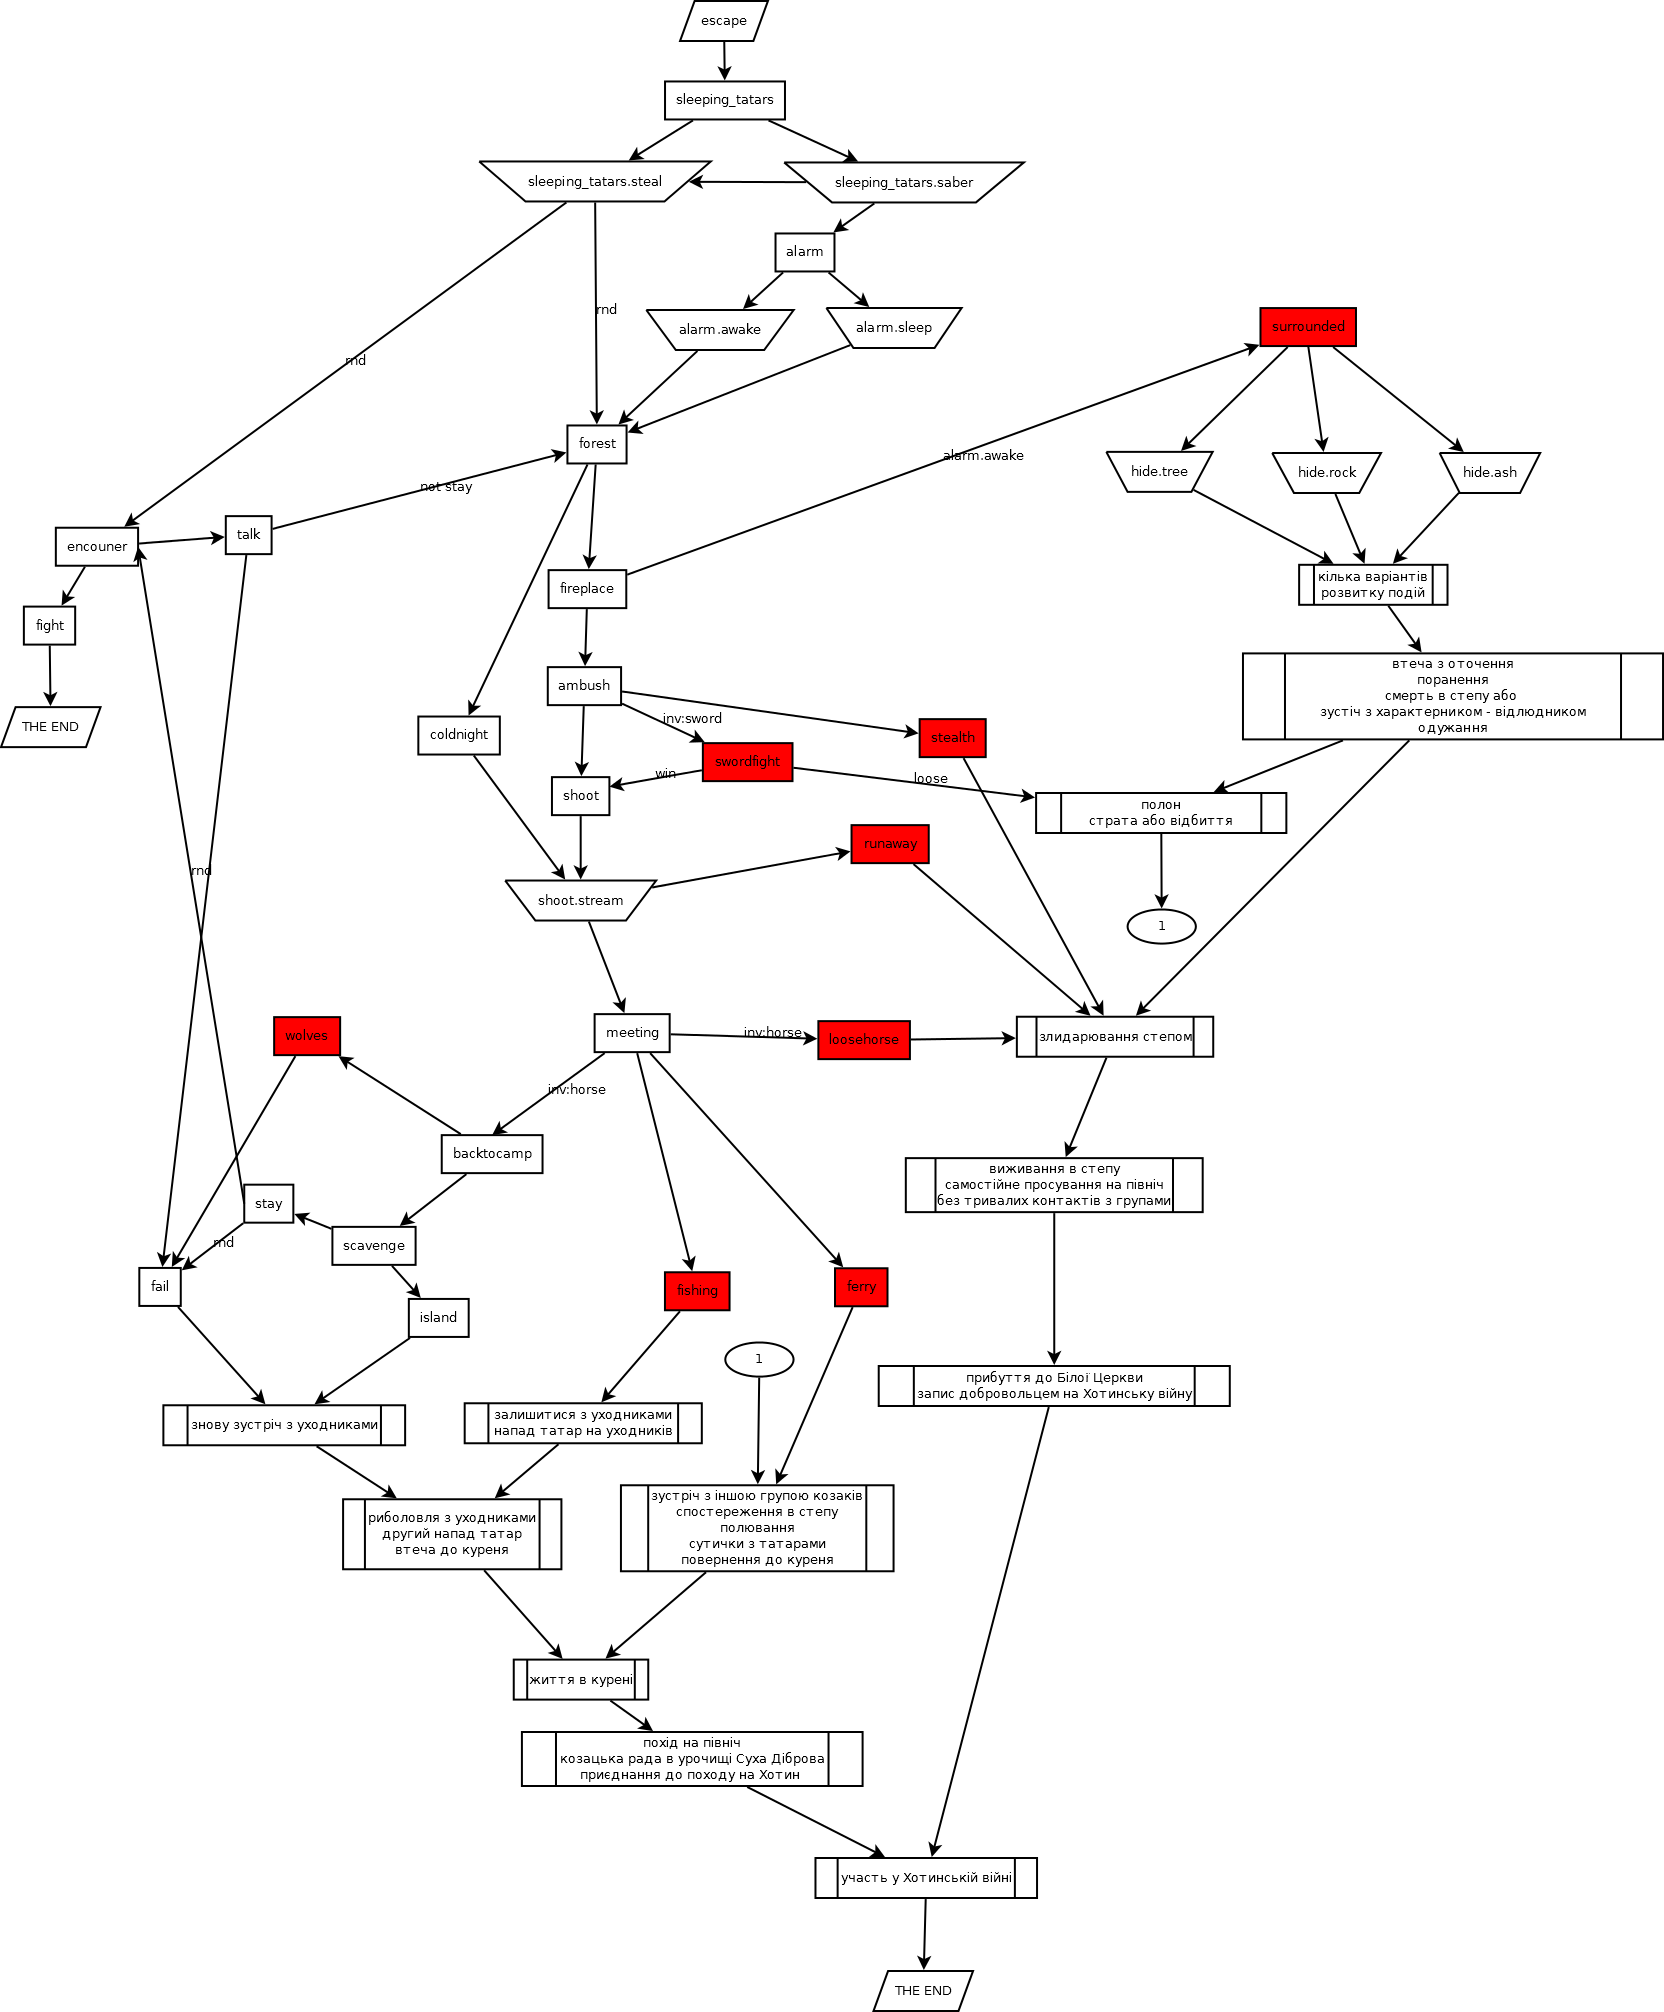 escape
sleeping_tatars
sleeping_tatars.steal
sleeping_tatars.saber
alarm
rnd
alarm.awake
alarm.sleep
surrounded
rnd
forest
alarm.awake
hide.tree
hide.rock
hide.ash
not stay
encouner
talk
fireplace
кілька варіантів
розвитку подій
fight
ambush
втеча з оточення
поранення
смерть в степу або
зустіч з характерником - відлюдником
одужання
THE END
coldnight
inv:sword
stealth
swordfight
win
loose
shoot
полон
страта або відбиття
runaway
rnd
shoot.stream
1
wolves
meeting
inv:horse
loosehorse
злидарювання степом
inv:horse
backtocamp
виживання в степу
самостійне просування на північ
без тривалих контактів з групами
stay
rnd
scavenge
fail
island
fishing
ferry
1
прибуття до Білої Церкви
запис добровольцем на Хотинську війну
знову зустріч з уходниками
залишитися з уходниками
напад татар на уходників
риболовля з уходниками
другий напад татар
втеча до куреня
зустріч з іншою групою козаків
спостереження в степу
полювання
сутички з татарами
повернення до куреня
життя в курені
похід на північ
козацька рада в урочищі Суха Діброва
приєднання до походу на Хотин
участь у Хотинській війні
THE END